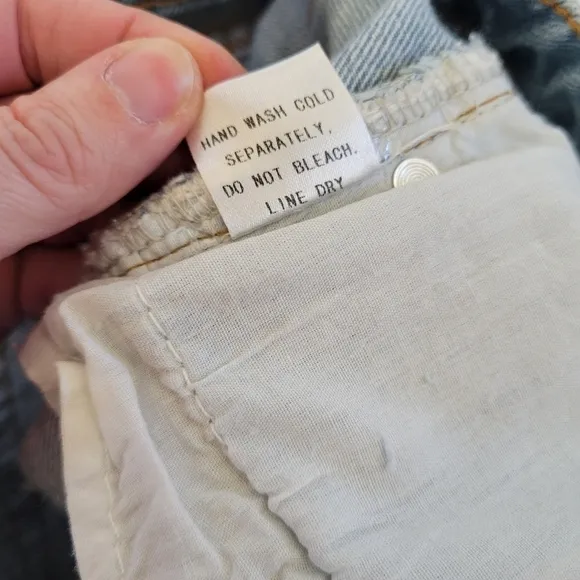 HAND WASH COLD
SEPARATELY,
DO NOT BLEACH.
LINE DRY